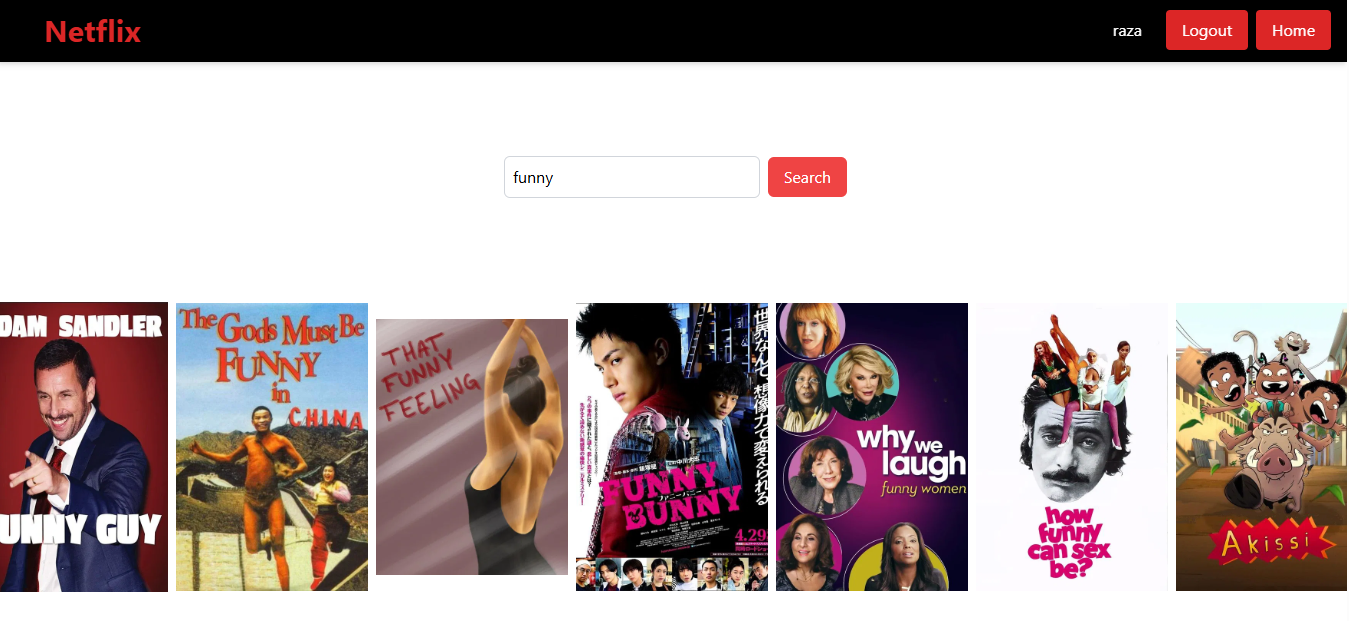 Netflix
raza
Logout
Home
funny
Search
DAM SANDLER
UNNY GUY
The Gods Must Be
FUNNY
in
CHINA
THAT
FUNNY
FEELING
世界なんて、想像力で変えられる
FUNNY
ファニー・バニー
BUNNY
4.29
why we
laugh
funny women
how
funny
can sex
be?
Akissi